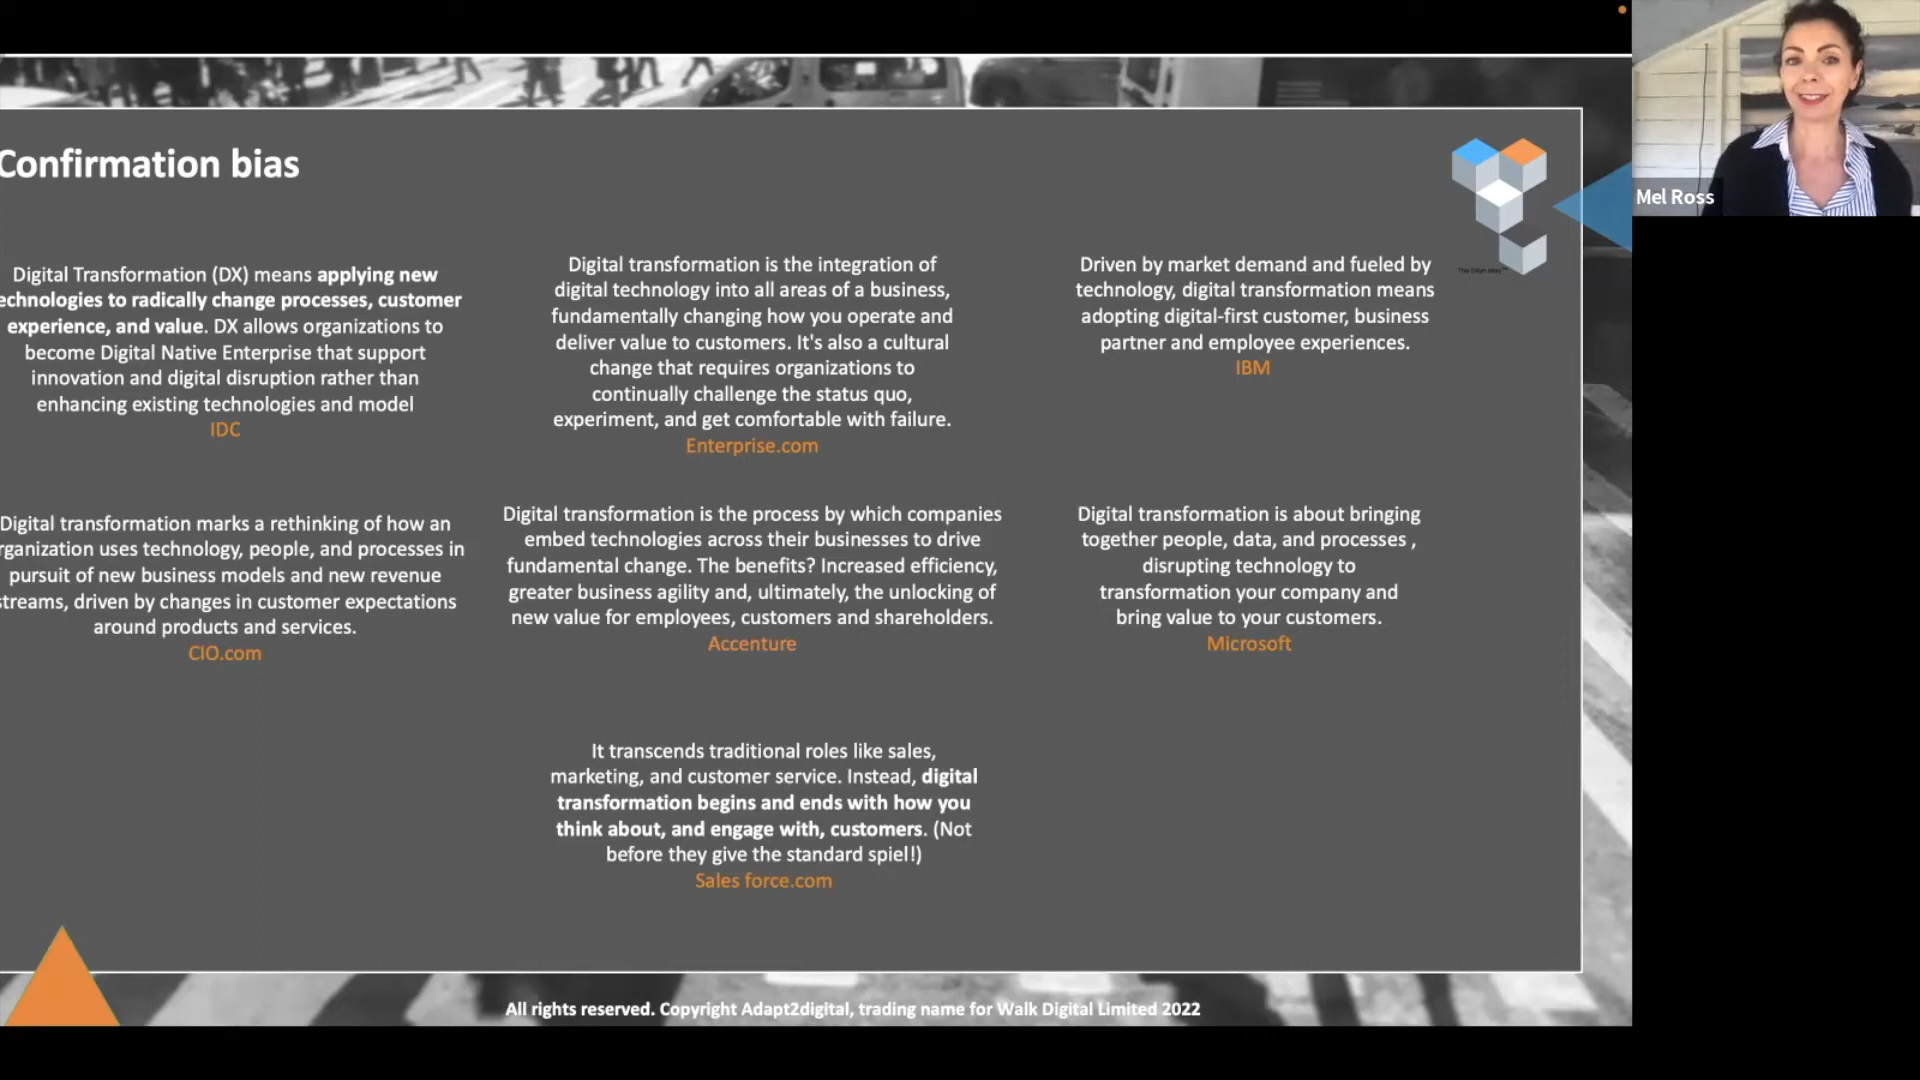 Confirmation bias
Digital Transformation (DX) means applying new
echnologies to radically change processes, customer
experience, and value. DX allows organizations to
become Digital Native Enterprise that support
innovation and digital disruption rather than
enhancing existing technologies and model
IDC
Digital transformation is the integration of
digital technology into all areas of a business,
fundamentally changing how you operate and
deliver value to customers. It's also a cultural
change that requires organizations to
continually challenge the status quo,
experiment, and get comfortable with failure.
Enterprise.com
Driven by market demand and fueled by
technology, digital transformation means
adopting digital-first customer, business
partner and employee experiences.
IBM
Digital transformation marks a rethinking of how an
rganization uses technology, people, and processes in
pursuit of new business models and new revenue
streams, driven by changes in customer expectations
around products and services.
CIO.com
Digital transformation is the process by which companies
embed technologies across their businesses to drive
fundamental change. The benefits? Increased efficiency,
greater business agility and, ultimately, the unlocking of
new value for employees, customers and shareholders.
Accenture
Digital transformation is about bringing
together people, data, and processes ,
disrupting technology to
transformation your company and
bring value to your customers.
Microsoft
It transcends traditional roles like sales,
marketing, and customer service. Instead, digital
transformation begins and ends with how you
think about, and engage with, customers. (Not
before they give the standard spiel!)
Sales force.com
All rights reserved. Copyright Adapt2digital, trading name for Walk Digital Limited 2022
Mel Ross